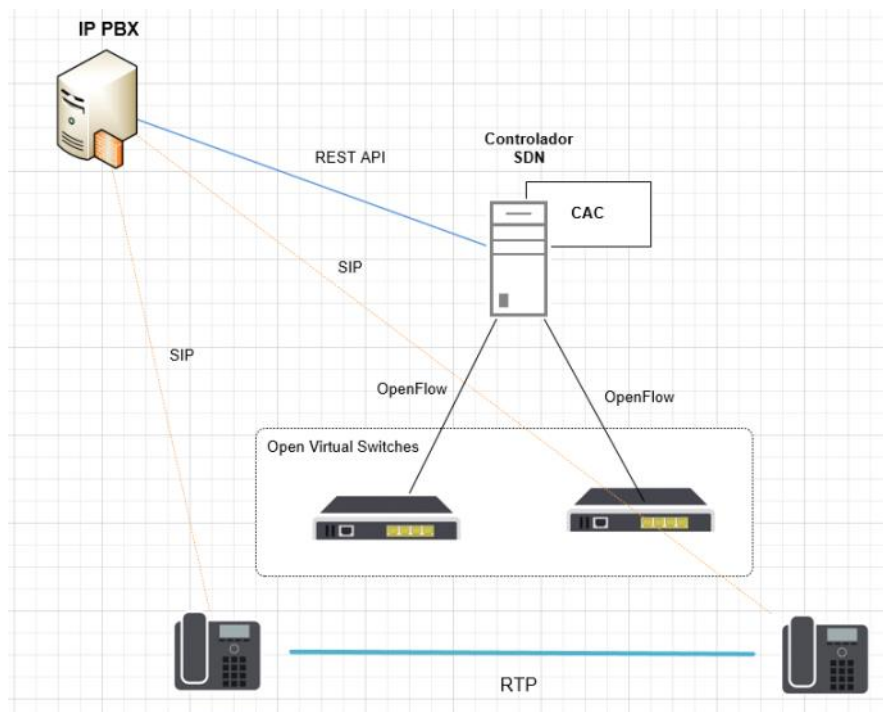 IP PBX
REST API
Controlador
SDN
CAC
SIP
SIP
OpenFlow
OpenFlow
Open Virtual Switches
RTP